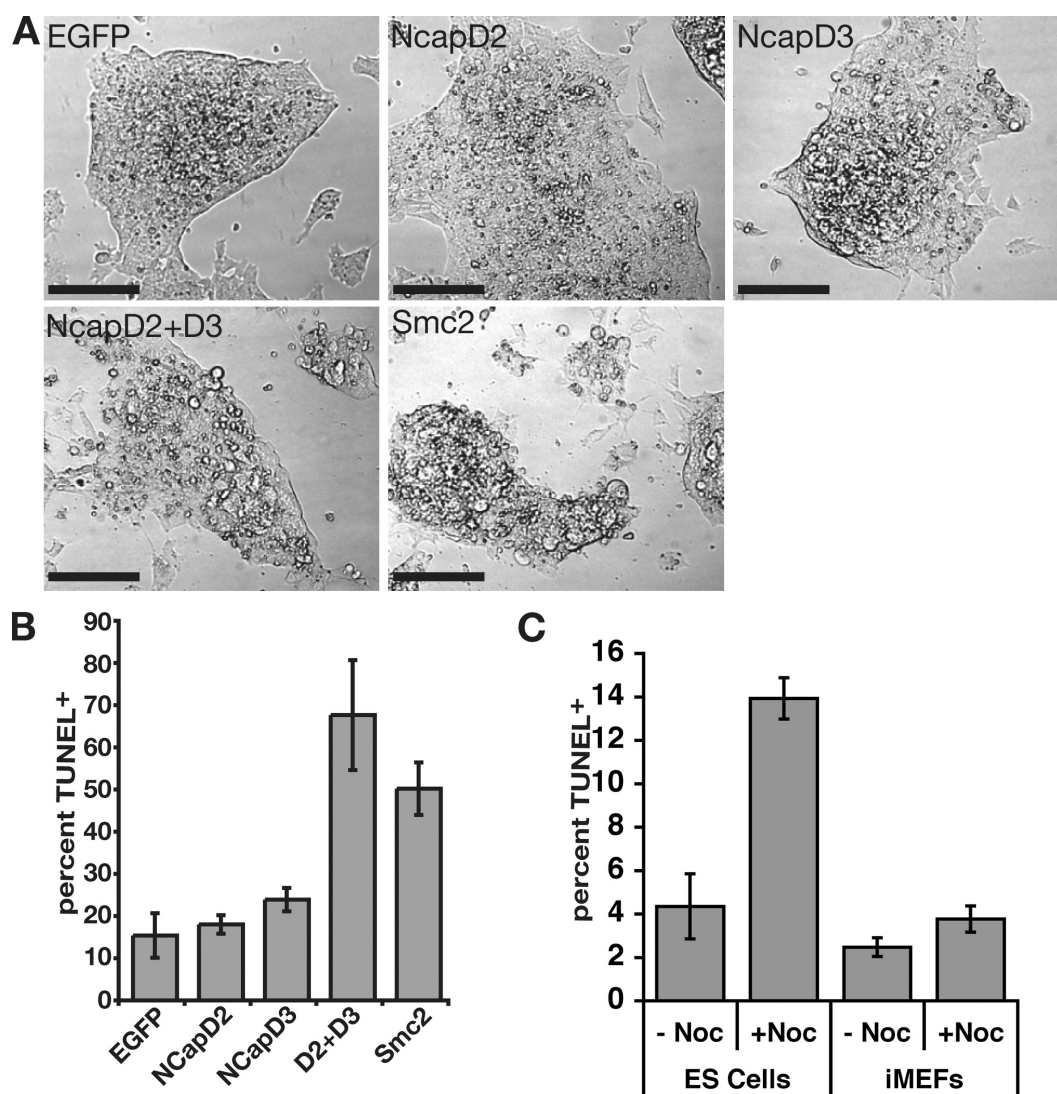 A
EGFP
NcapD2
NcapD3
NcapD2+D3
Smc2
B
percent TUNEL+
90
80
70
60
50
40
30
20
10
0
EGFP
NCapD2
NCapD3
D2+D3
Smc2
C
percent TUNEL+
16
14
12
10
8
6
4
2
0
- Noc +Noc - Noc +Noc
ES Cells iMEFs